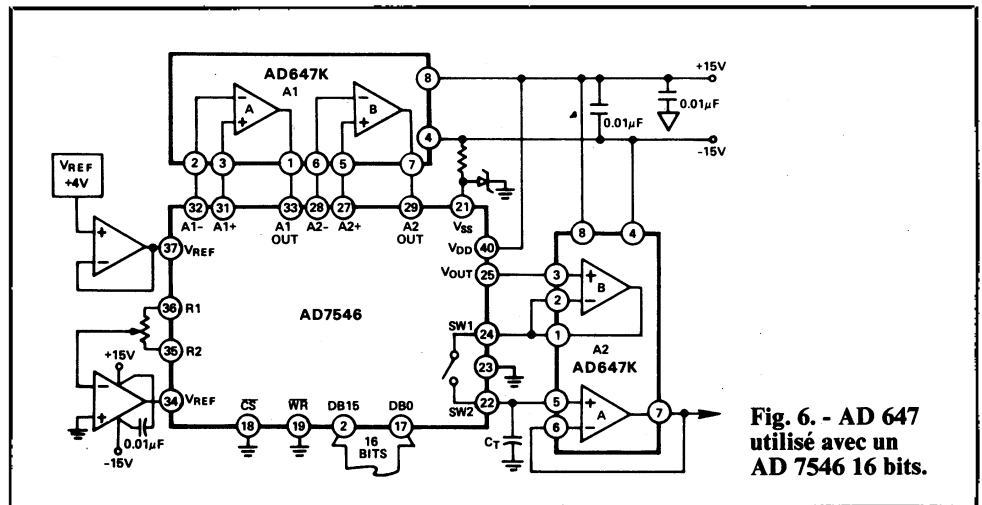 AD647K
A1
A
B
8
4
+15V
0.01µF
0.01µF
-15V
2
3
1
6
5
7
VREF
+4V
32
31
33
28
27
29
21
A1-
A1+
A1
OUT
A2-
A2+
A2
OUT
VSS
37
VREF
VDD
40
VOUT
25
8
4
3
2
1
B
A2
AD647K
36
R1
35
R2
AD7546
SW1
24
23
SW2
22
5
6
A
7
+15V
34
VREF
0.01µF
-15V
CS
WR
DB15
DB0
18
19
2
17
16
BITS
CT
Fig. 6. - AD 647
utilisé avec un
AD 7546 16 bits.